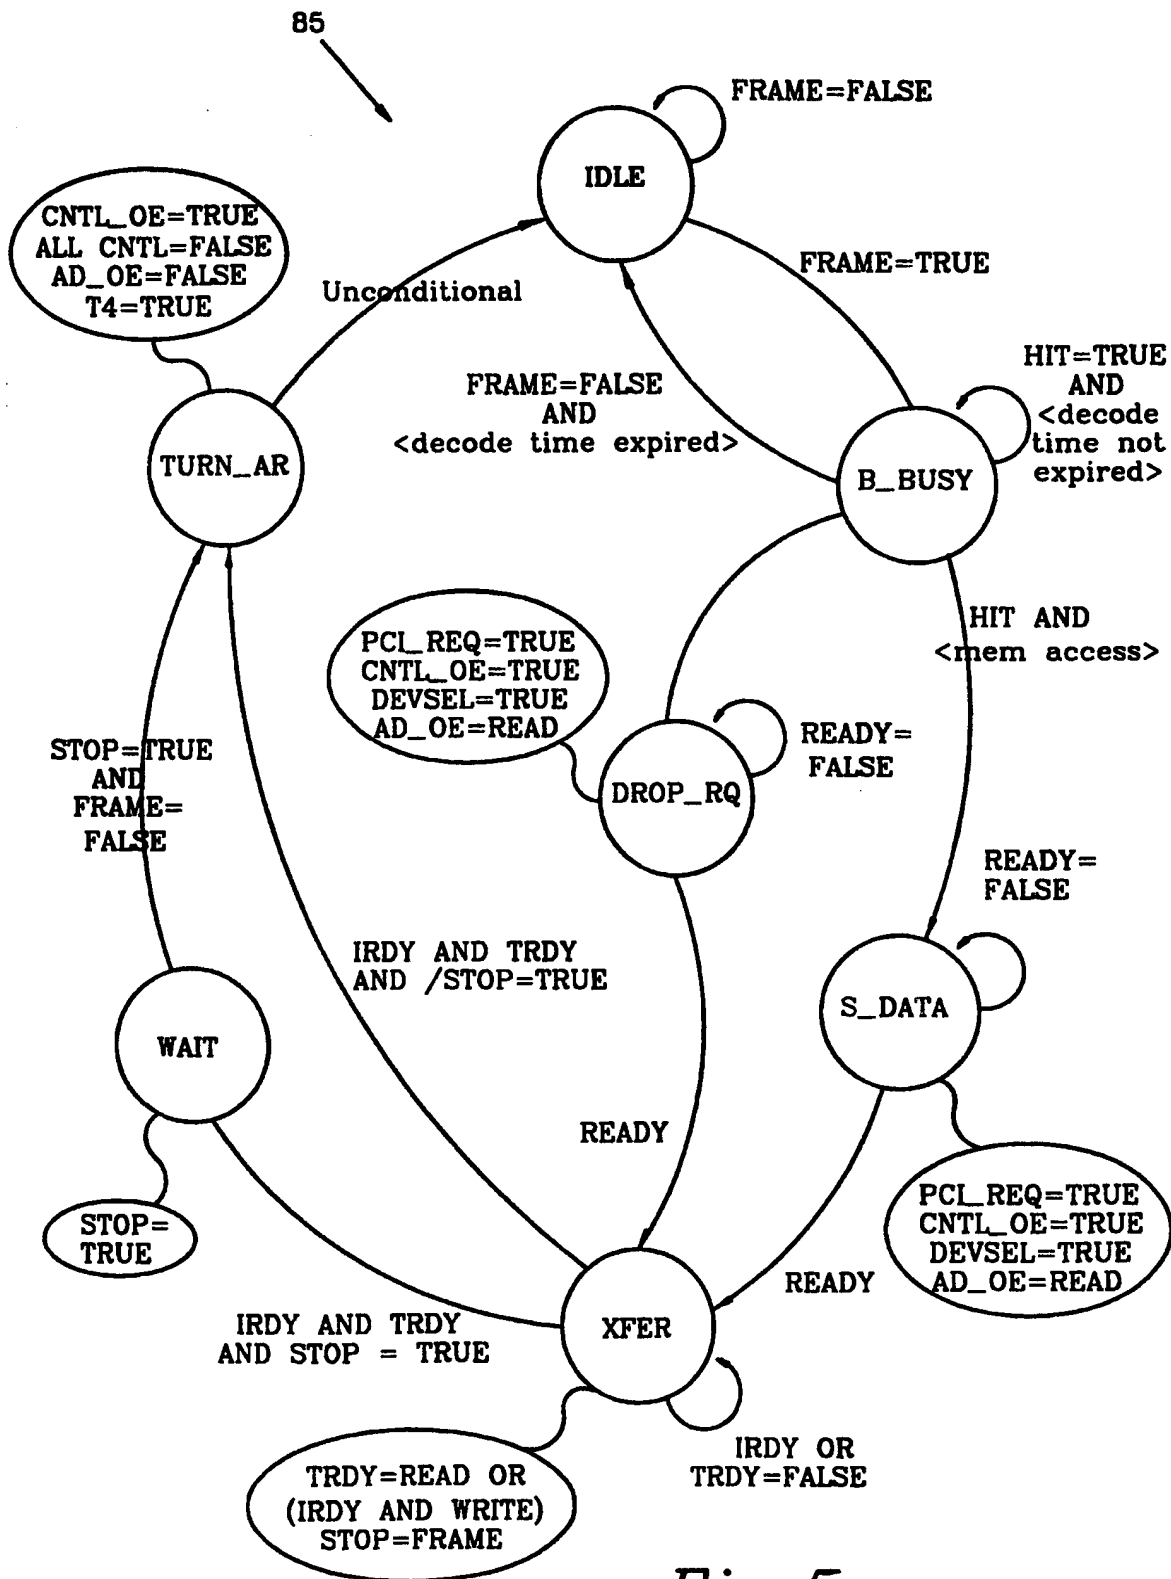 85
FRAME=FALSE
IDLE
CNTL_OE=TRUE
ALL CNTL=FALSE
AD_OE=FALSE
T4=TRUE
FRAME=TRUE
Unconditional
HIT=TRUE
AND
<decode
time not
expired>
FRAME=FALSE
AND
<decode time expired>
TURN_AR
B_BUSY
HIT AND
<mem access>
PCI_REQ=TRUE
CNTL_OE=TRUE
DEVSEL=TRUE
AD_OE=READ
READY=
FALSE
STOP=TRUE
AND
FRAME=
FALSE
DROP_RQ
READY=
FALSE
IRDY AND TRDY
AND /STOP=TRUE
S_DATA
WAIT
READY
PCI_REQ=TRUE
CNTL_OE=TRUE
DEVSEL=TRUE
AD_OE=READ
STOP=
TRUE
READY
IRDY AND TRDY
AND STOP = TRUE
XFER
IRDY OR
TRDY=FALSE
TRDY=READ OR
(IRDY AND WRITE)
STOP=FRAME
Fig. 5